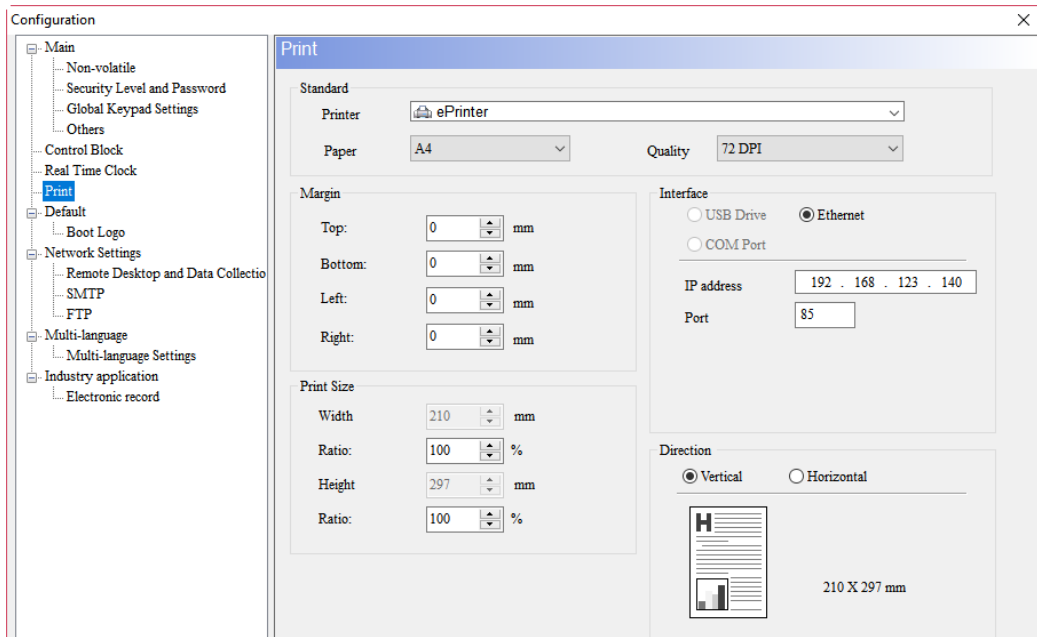 Configuration
Main
Non-volatile
Security Level and Password
Global Keypad Settings
Others
Control Block
Real Time Clock
Print
Default
Boot Logo
Network Settings
Remote Desktop and Data Collectio
SMTP
FTP
Multi-language
Multi-language Settings
Industry application
Electronic record
Print
Standard
Printer ePrinter
Paper A4 Quality 72 DPI
Margin
Top: 0 mm
Bottom: 0 mm
Left: 0 mm
Right: 0 mm
Print Size
Width 210 mm
Ratio: 100 %
Height 297 mm
Ratio: 100 %
Interface
USB Drive Ethernet
COM Port
IP address 192 . 168 . 123 . 140
Port 85
Direction
Vertical Horizontal
H
210 X 297 mm